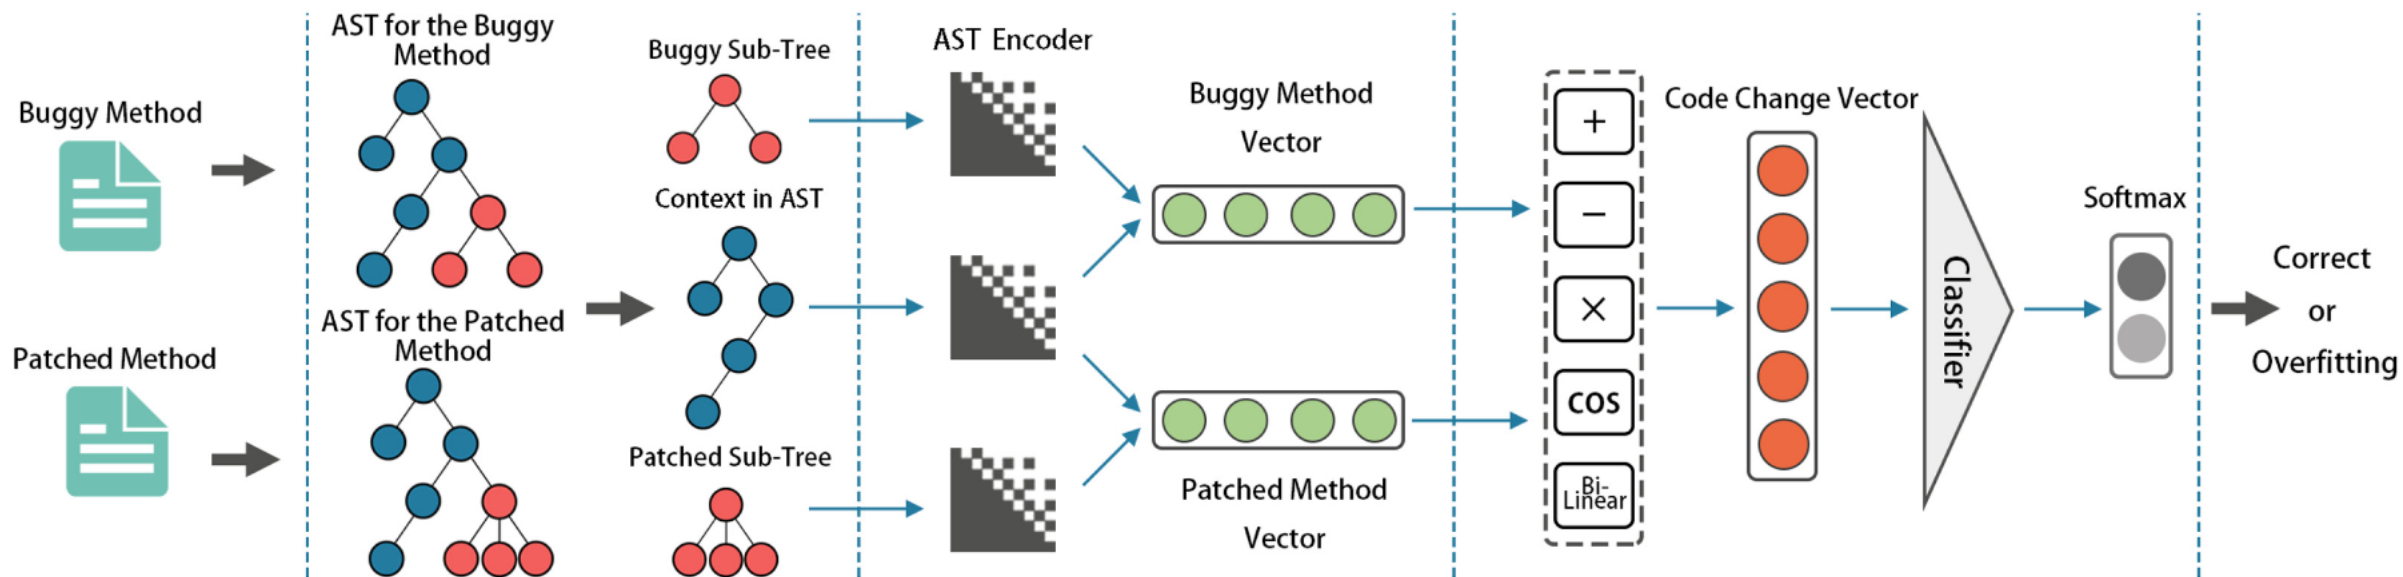 Buggy Method
Patched Method
AST for the Buggy
Method
AST for the Patched
Method
Buggy Sub-Tree
Context in AST
Patched Sub-Tree
AST Encoder
Buggy Method
Vector
Patched Method
Vector
+
−
×
COS
Bi-
Linear
Code Change Vector
Classifier
Softmax
Correct
or
Overfitting